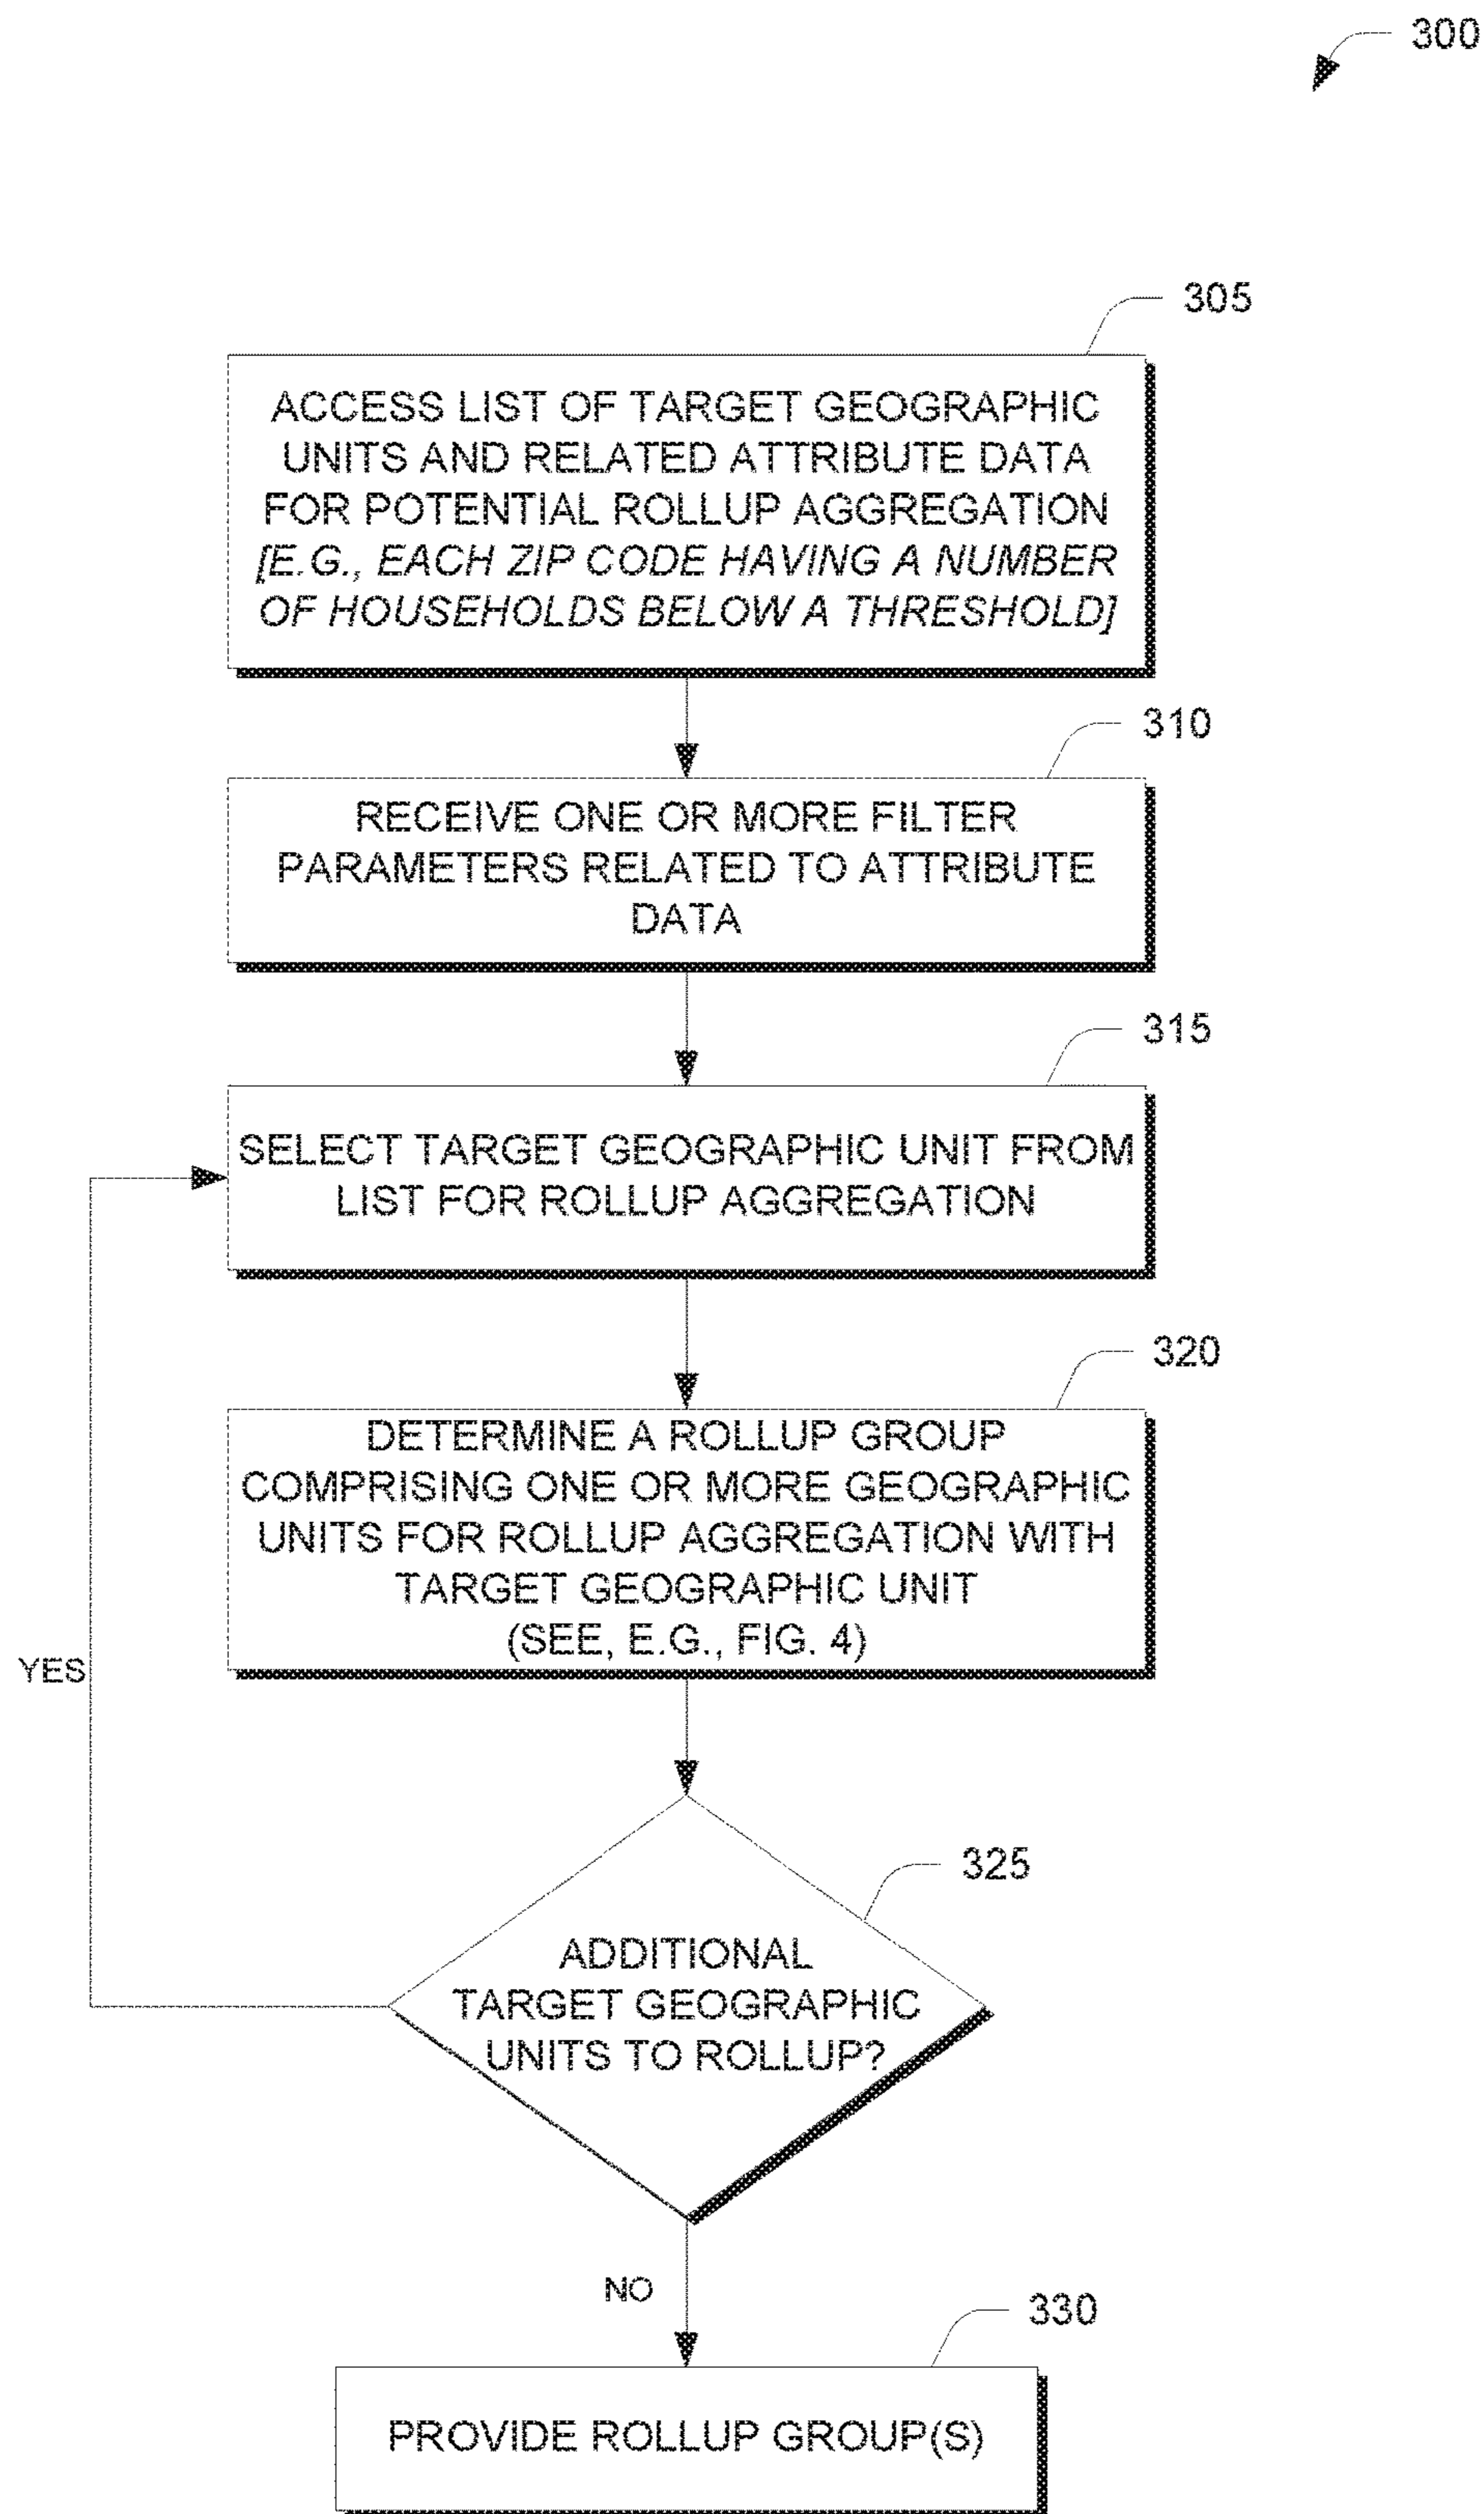 300
305
ACCESS LIST OF TARGET GEOGRAPHIC
UNITS AND RELATED ATTRIBUTE DATA
FOR POTENTIAL ROLLUP AGGREGATION
[E.G., EACH ZIP CODE HAVING A NUMBER
OF HOUSEHOLDS BELOW A THRESHOLD]
310
RECEIVE ONE OR MORE FILTER
PARAMETERS RELATED TO ATTRIBUTE
DATA
315
SELECT TARGET GEOGRAPHIC UNIT FROM
LIST FOR ROLLUP AGGREGATION
320
DETERMINE A ROLLUP GROUP
COMPRISING ONE OR MORE GEOGRAPHIC
UNITS FOR ROLLUP AGGREGATION WITH
TARGET GEOGRAPHIC UNIT
(SEE, E.G., FIG. 4)
YES
325
ADDITIONAL
TARGET GEOGRAPHIC
UNITS TO ROLLUP?
NO
330
PROVIDE ROLLUP GROUP(S)